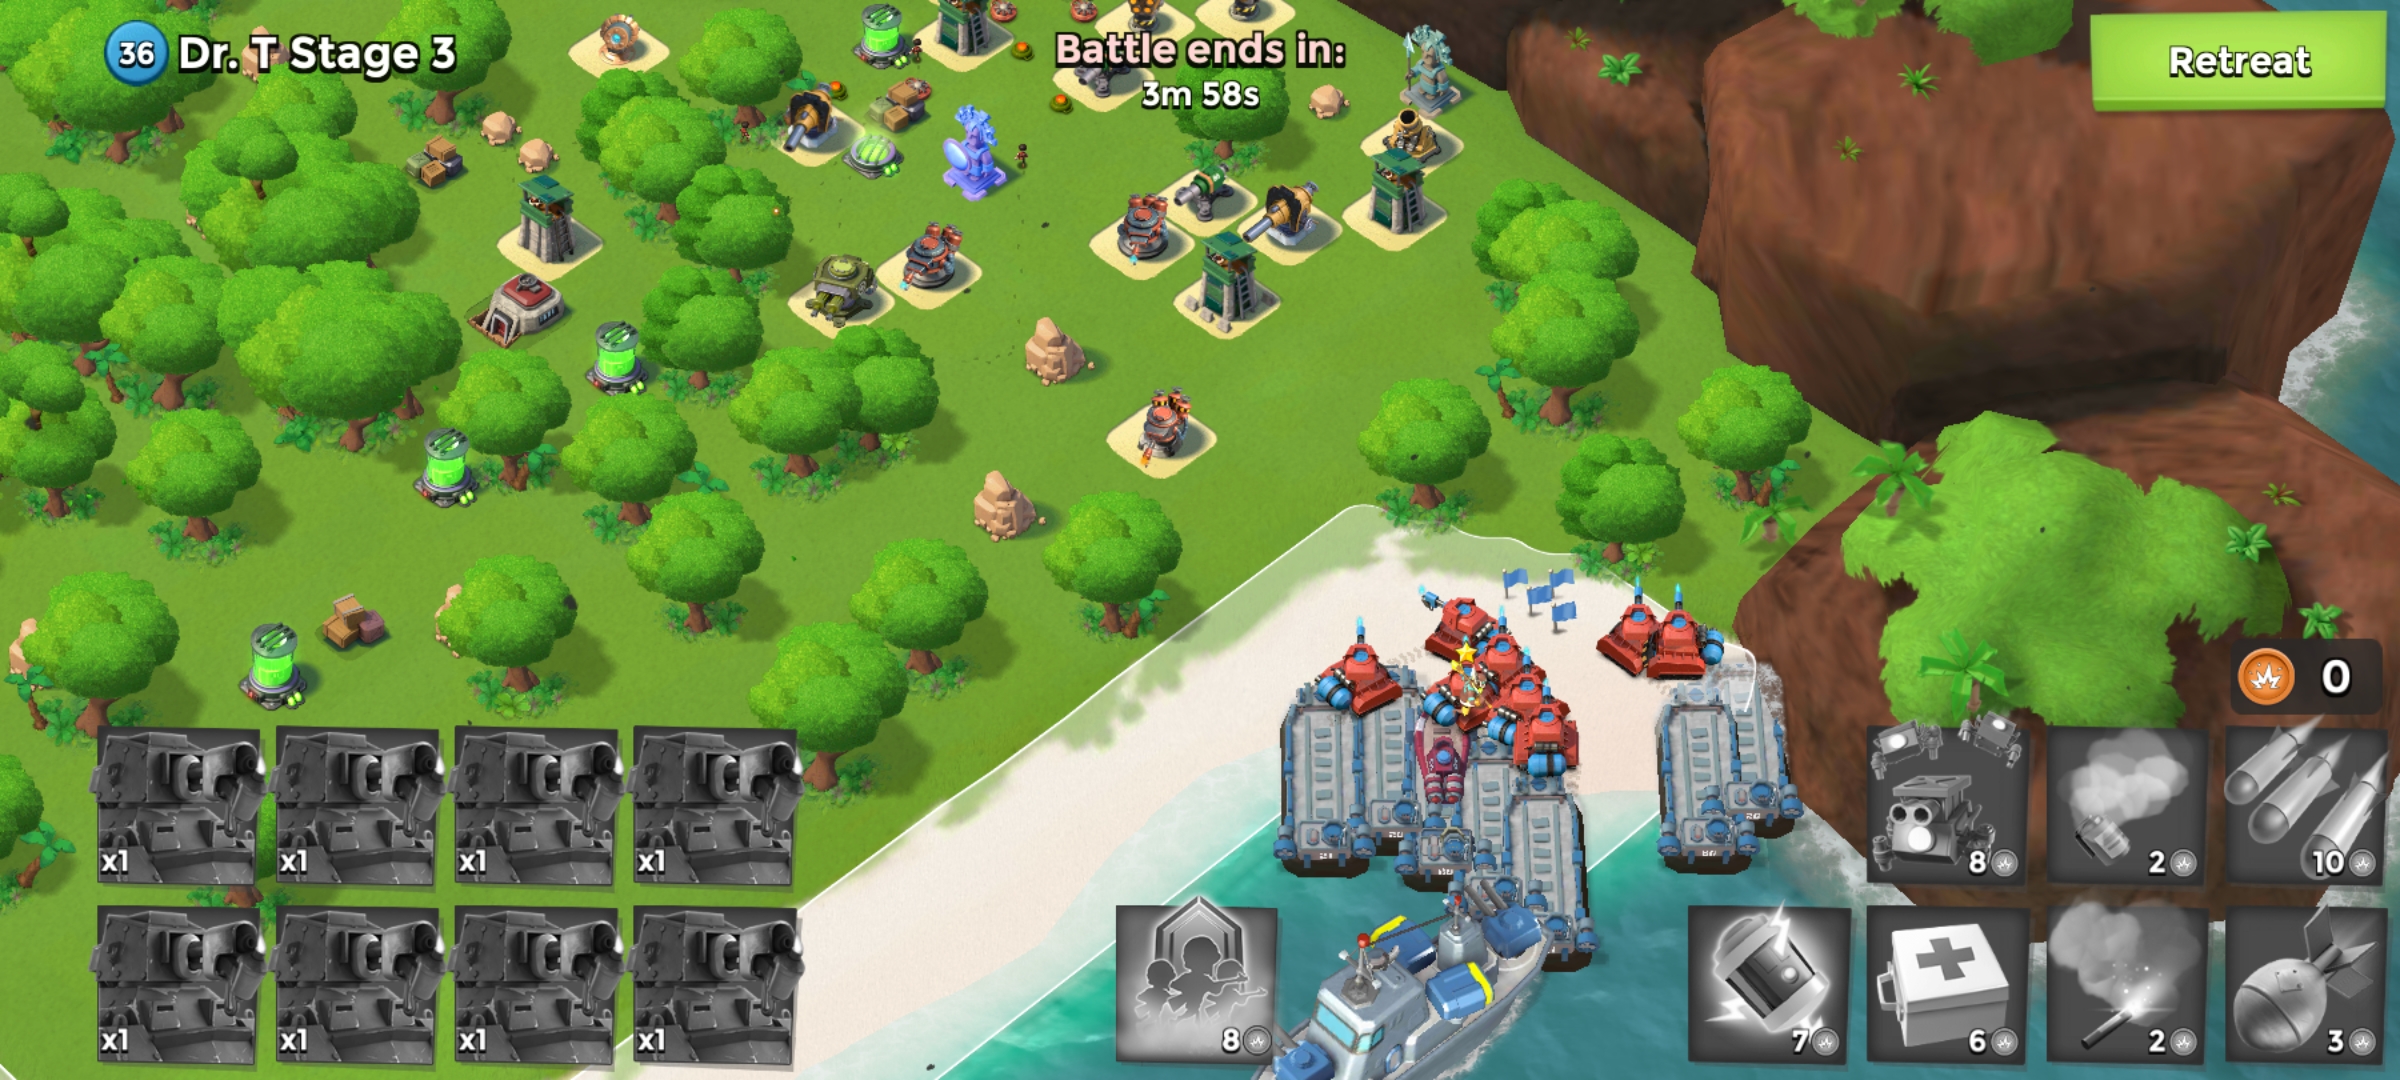 36 Dr. T Stage 3
Battle ends in:
3m 58s
Retreat
0
x1 x1 x1 x1
8 2 10
x1 x1 x1 x1
8 7 6 2 3